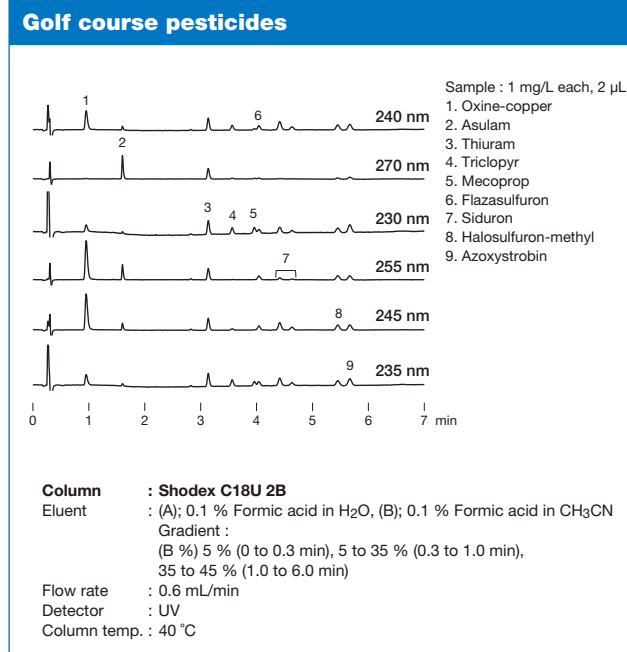 Golf course pesticides
1
6
240 nm
2
270 nm
3
4
5
230 nm
7
255 nm
8
245 nm
9
235 nm
0 1 2 3 4 5 6 7 min
Sample : 1 mg/L each, 2 µL
1. Oxine-copper
2. Asulam
3. Thiuram
4. Triclopyr
5. Mecoprop
6. Flazasulfuron
7. Siduron
8. Halosulfuron-methyl
9. Azoxystrobin
Column : Shodex C18U 2B
Eluent : (A); 0.1 % Formic acid in H2O, (B); 0.1 % Formic acid in CH3CN
Gradient :
(B %) 5 % (0 to 0.3 min), 5 to 35 % (0.3 to 1.0 min),
35 to 45 % (1.0 to 6.0 min)
Flow rate : 0.6 mL/min
Detector : UV
Column temp. : 40 ˚C